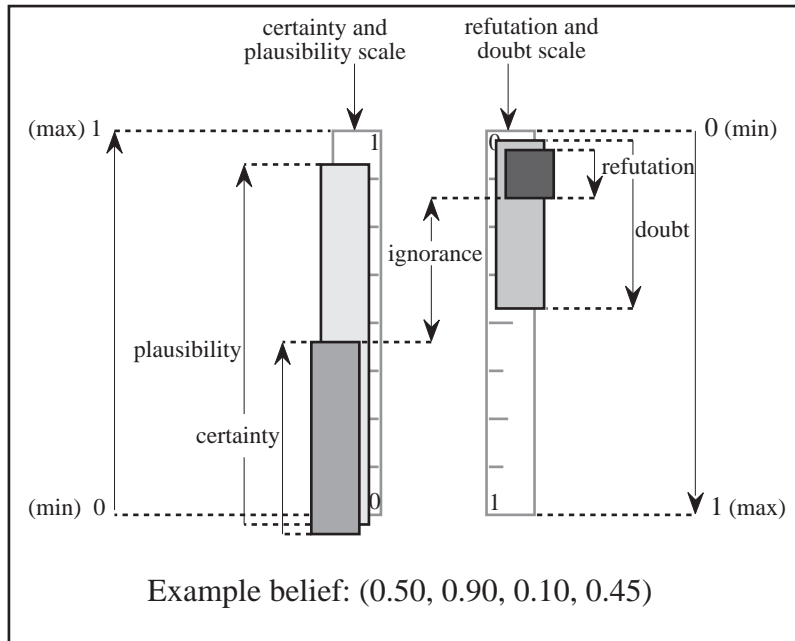 certainty and
plausibility scale
refutation and
doubt scale
(max) 1
1
0
0 (min)
refutation
ignorance
doubt
plausibility
certainty
(min) 0
0
1
1 (max)
Example belief: (0.50, 0.90, 0.10, 0.45)